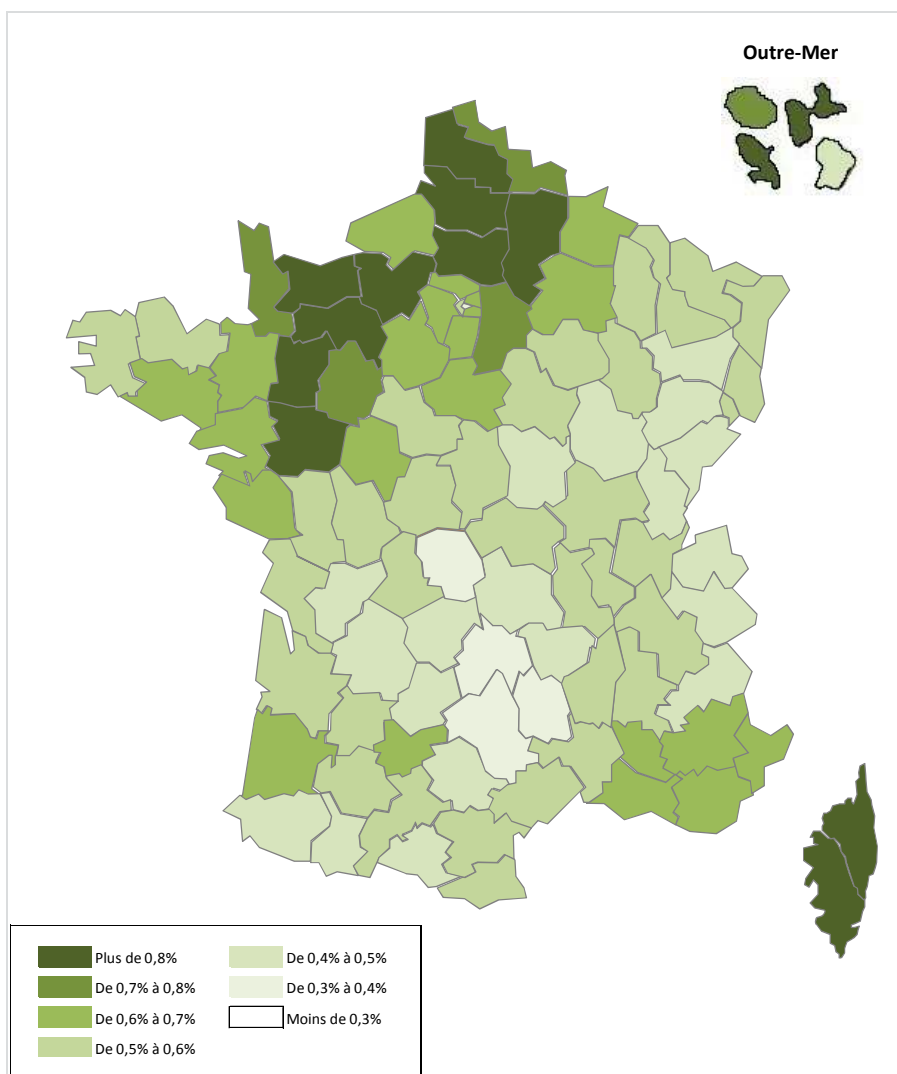 Outre-Mer
Plus de 0,8%
De 0,7% à 0,8%
De 0,6% à 0,7%
De 0,5% à 0,6%
De 0,4% à 0,5%
De 0,3% à 0,4%
Moins de 0,3%